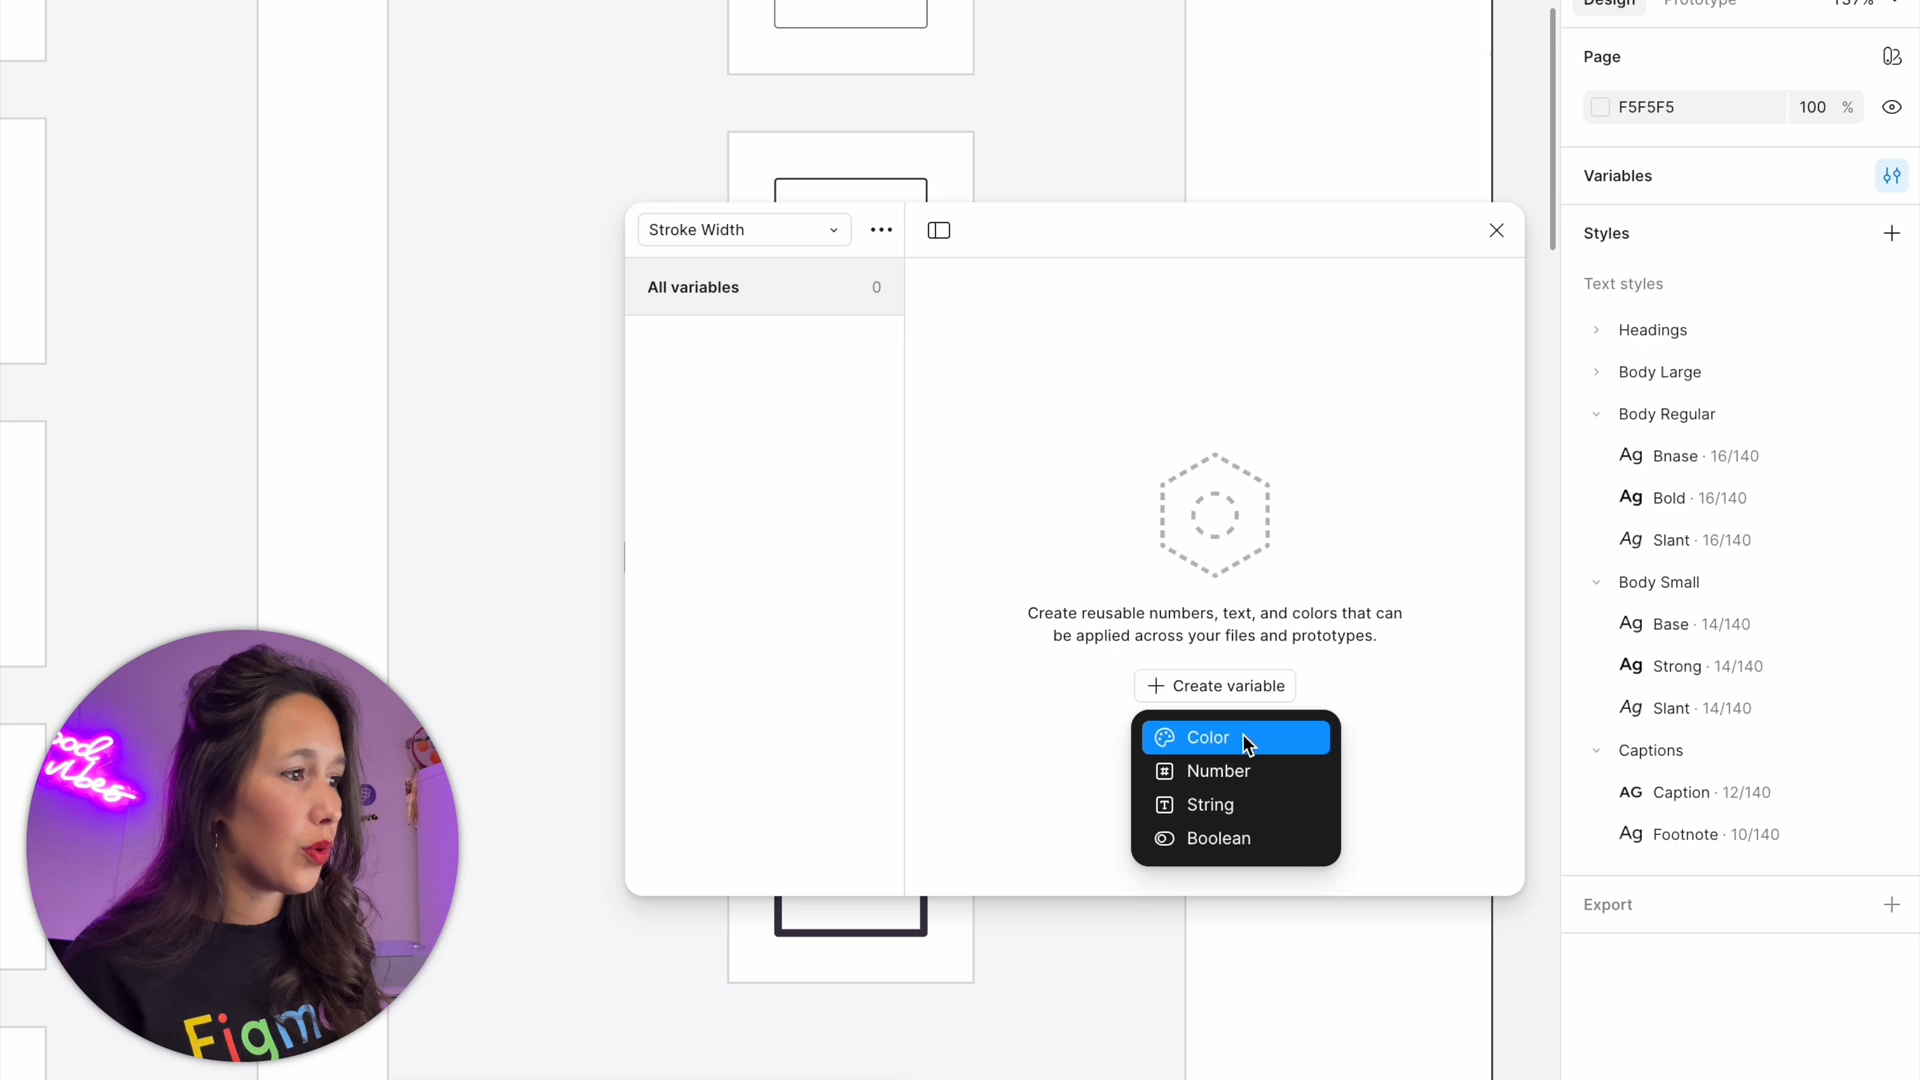 Design Prototype 137%
Page
F5F5F5 100 %
Variables
Styles
Text styles
Headings
Body Large
Body Regular
Ag Bnase · 16/140
Ag Bold · 16/140
Ag Slant · 16/140
Body Small
Ag Base · 14/140
Ag Strong · 14/140
Ag Slant · 14/140
Captions
AG Caption · 12/140
Ag Footnote · 10/140
Export
Stroke Width
All variables 0
Create reusable numbers, text, and colors that can
be applied across your files and prototypes.
Create variable
Color
Number
String
Boolean
ood
vibes
Figm